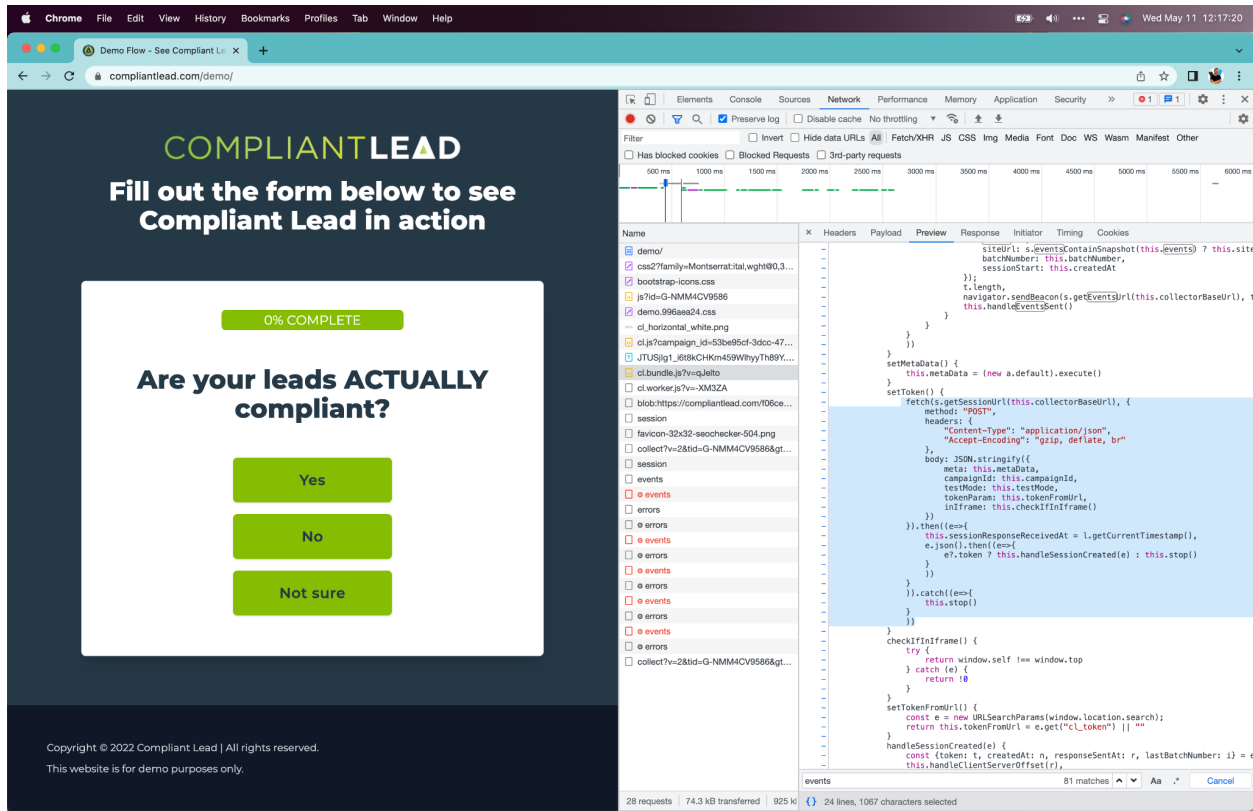 Chrome File Edit View History Bookmarks Profiles Tab Window Help
Wed May 11 12:17:20
Demo Flow - See Compliant Le
compliantlead.com/demo/
COMPLIANTLEAD
Fill out the form below to see
Compliant Lead in action
0% COMPLETE
Are your leads ACTUALLY
compliant?
Yes
No
Not sure
Copyright © 2022 Compliant Lead | All rights reserved.
This website is for demo purposes only.
Elements Console Sources Network Performance Memory Application Security » 1 1
Preserve log Disable cache No throttling
Filter Invert Hide data URLs All Fetch/XHR JS CSS Img Media Font Doc WS Wasm Manifest Other
Has blocked cookies Blocked Requests 3rd-party requests
500 ms 1000 ms 1500 ms 2000 ms 2500 ms 3000 ms 3500 ms 4000 ms 4500 ms 5000 ms 5500 ms 6000 ms
Name
demo/
css2?family=Montserrat:ital,wght@0,3...
bootstrap-icons.css
js?id=G-NMM4CV9586
demo.996aea24.css
cl_horizontal_white.png
cl.js?campaign_id=53be95cf-3dcc-47...
JTUSjIg1_i6t8kCHKm459WlhyyTh89Y....
cl.bundle.js?v=qJelto
cl.worker.js?v=-XM3ZA
blob:https://compliantlead.com/f06ce...
session
favicon-32x32-seochecker-504.png
collect?v=2&tid=G-NMM4CV9586&gt...
session
events
events
errors
errors
events
errors
events
errors
events
errors
events
errors
collect?v=2&tid=G-NMM4CV9586&gt...
28 requests 74.3 kB transferred 925 k
Headers Payload Preview Response Initiator Timing Cookies
siteUrl: s.eventsContainSnapshot(this.events) ? this.site
batchNumber: this.batchNumber,
sessionStart: this.createdAt
});
t.length,
navigator.sendBeacon(s.getEventsUrl(this.collectorBaseUrl), t
this.handleEventsSent()
}
}
}
))
}
setMetaData() {
this.metaData = (new a.default).execute()
}
setToken() {
fetch(s.getSessionUrl(this.collectorBaseUrl), {
method: "POST",
headers: {
"Content-Type": "application/json",
"Accept-Encoding": "gzip, deflate, br"
},
body: JSON.stringify({
meta: this.metaData,
campaignId: this.campaignId,
testMode: this.testMode,
tokenParam: this.tokenFromUrl,
inIframe: this.checkIfInIframe()
})
}).then((e=>{
this.sessionResponseReceivedAt = l.getCurrentTimestamp(),
e.json().then((e=>{
e?.token ? this.handleSessionCreated(e) : this.stop()
}
))
}
)).catch((e=>{
this.stop()
}
))
}
checkIfInIframe() {
try {
return window.self !== window.top
} catch (e) {
return !0
}
}
setTokenFromUrl() {
const e = new URLSearchParams(window.location.search);
return this.tokenFromUrl = e.get("cl_token") || ""
}
handleSessionCreated(e) {
const {token: t, createdAt: n, responseSentAt: r, lastBatchNumber: i} = e
this.handleClientServerOffset(r),
events 81 matches Aa .* Cancel
{} 24 lines, 1067 characters selected